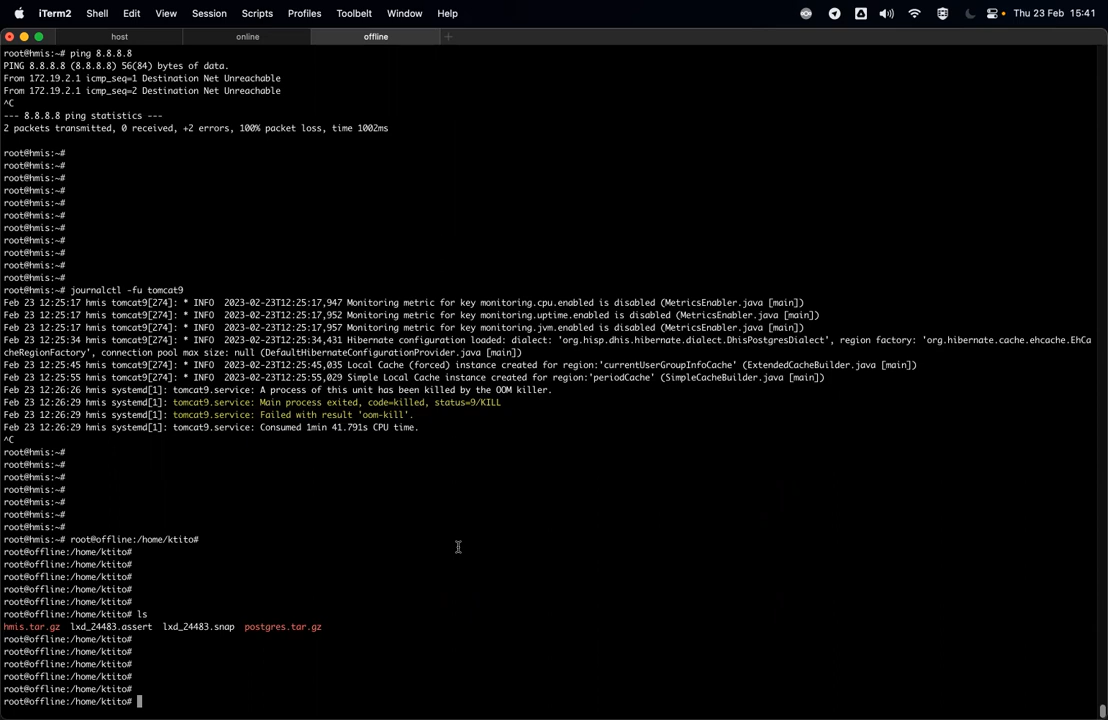 iTerm2 Shell Edit View Session Scripts Profiles Toolbelt Window Help Thu 23 Feb 15:41
host online offline
root@hmis:~# ping 8.8.8.8
PING 8.8.8.8 (8.8.8.8) 56(84) bytes of data.
From 172.19.2.1 icmp_seq=1 Destination Net Unreachable
From 172.19.2.1 icmp_seq=2 Destination Net Unreachable
^C
--- 8.8.8.8 ping statistics ---
2 packets transmitted, 0 received, +2 errors, 100% packet loss, time 1002ms
root@hmis:~#
root@hmis:~#
root@hmis:~#
root@hmis:~#
root@hmis:~#
root@hmis:~#
root@hmis:~#
root@hmis:~#
root@hmis:~#
root@hmis:~#
root@hmis:~#
root@hmis:~# journalctl -fu tomcat9
Feb 23 12:25:17 hmis tomcat9[274]: * INFO  2023-02-23T12:25:17,947 Monitoring metric for key monitoring.cpu.enabled is disabled (MetricsEnabler.java [main])
Feb 23 12:25:17 hmis tomcat9[274]: * INFO  2023-02-23T12:25:17,952 Monitoring metric for key monitoring.uptime.enabled is disabled (MetricsEnabler.java [main])
Feb 23 12:25:17 hmis tomcat9[274]: * INFO  2023-02-23T12:25:17,957 Monitoring metric for key monitoring.jvm.enabled is disabled (MetricsEnabler.java [main])
Feb 23 12:25:34 hmis tomcat9[274]: * INFO  2023-02-23T12:25:34,431 Hibernate configuration loaded: dialect: 'org.hisp.dhis.hibernate.dialect.DhisPostgresDialect', region factory: 'org.hibernate.cache.ehcache.EhCa
cheRegionFactory', connection pool max size: null (DefaultHibernateConfigurationProvider.java [main])
Feb 23 12:25:45 hmis tomcat9[274]: * INFO  2023-02-23T12:25:45,035 Local Cache (forced) instance created for region:'currentUserGroupInfoCache' (ExtendedCacheBuilder.java [main])
Feb 23 12:25:55 hmis tomcat9[274]: * INFO  2023-02-23T12:25:55,029 Simple Local Cache instance created for region:'periodCache' (SimpleCacheBuilder.java [main])
Feb 23 12:26:26 hmis systemd[1]: tomcat9.service: A process of this unit has been killed by the OOM killer.
Feb 23 12:26:29 hmis systemd[1]: tomcat9.service: Main process exited, code=killed, status=9/KILL
Feb 23 12:26:29 hmis systemd[1]: tomcat9.service: Failed with result 'oom-kill'.
Feb 23 12:26:29 hmis systemd[1]: tomcat9.service: Consumed 1min 41.791s CPU time.
^C
root@hmis:~#
root@hmis:~#
root@hmis:~#
root@hmis:~#
root@hmis:~#
root@hmis:~#
root@hmis:~#
root@hmis:~# root@offline:/home/ktito#
root@offline:/home/ktito#
root@offline:/home/ktito#
root@offline:/home/ktito#
root@offline:/home/ktito#
root@offline:/home/ktito#
root@offline:/home/ktito# ls
hmis.tar.gz  lxd_24483.assert  lxd_24483.snap  postgres.tar.gz
root@offline:/home/ktito#
root@offline:/home/ktito#
root@offline:/home/ktito#
root@offline:/home/ktito#
root@offline:/home/ktito#
root@offline:/home/ktito#